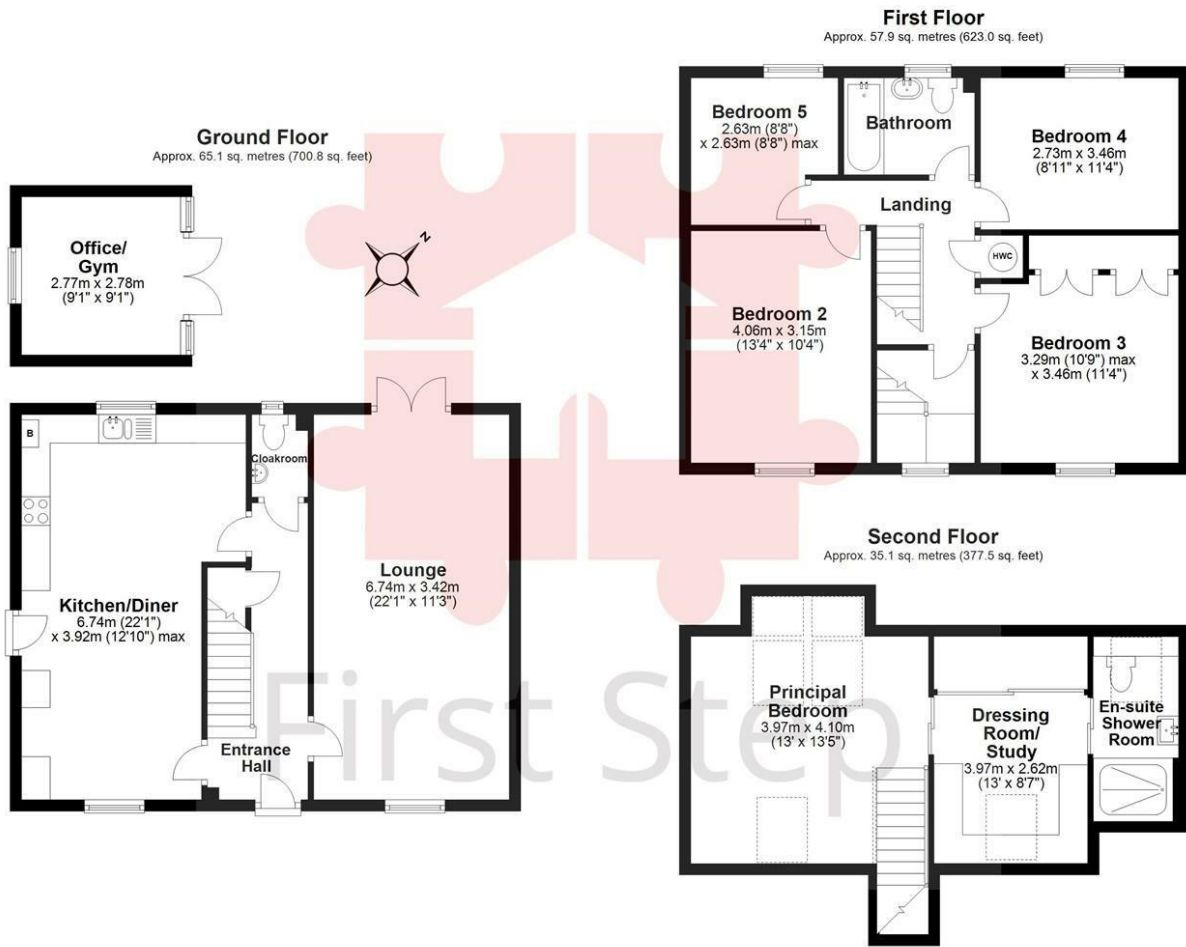 Ground Floor
Approx. 65.1 sq. metres (700.8 sq. feet)
Office/
Gym
2.77m x 2.78m
(9'1" x 9'1")
N
B
Cloakroom
Kitchen/Diner
6.74m (22'1")
x 3.92m (12'10") max
Lounge
6.74m x 3.42m
(22'1" x 11'3")
Entrance
Hall
First Floor
Approx. 57.9 sq. metres (623.0 sq. feet)
Bedroom 5
2.63m (8'8")
x 2.63m (8'8") max
Bathroom
Bedroom 4
2.73m x 3.46m
(8'11" x 11'4")
Landing
HWC
Bedroom 2
4.06m x 3.15m
(13'4" x 10'4")
Bedroom 3
3.29m (10'9") max
x 3.46m (11'4")
Second Floor
Approx. 35.1 sq. metres (377.5 sq. feet)
Principal
Bedroom
3.97m x 4.10m
(13' x 13'5")
Dressing
Room/
Study
3.97m x 2.62m
(13' x 8'7")
En-suite
Shower
Room
First Step